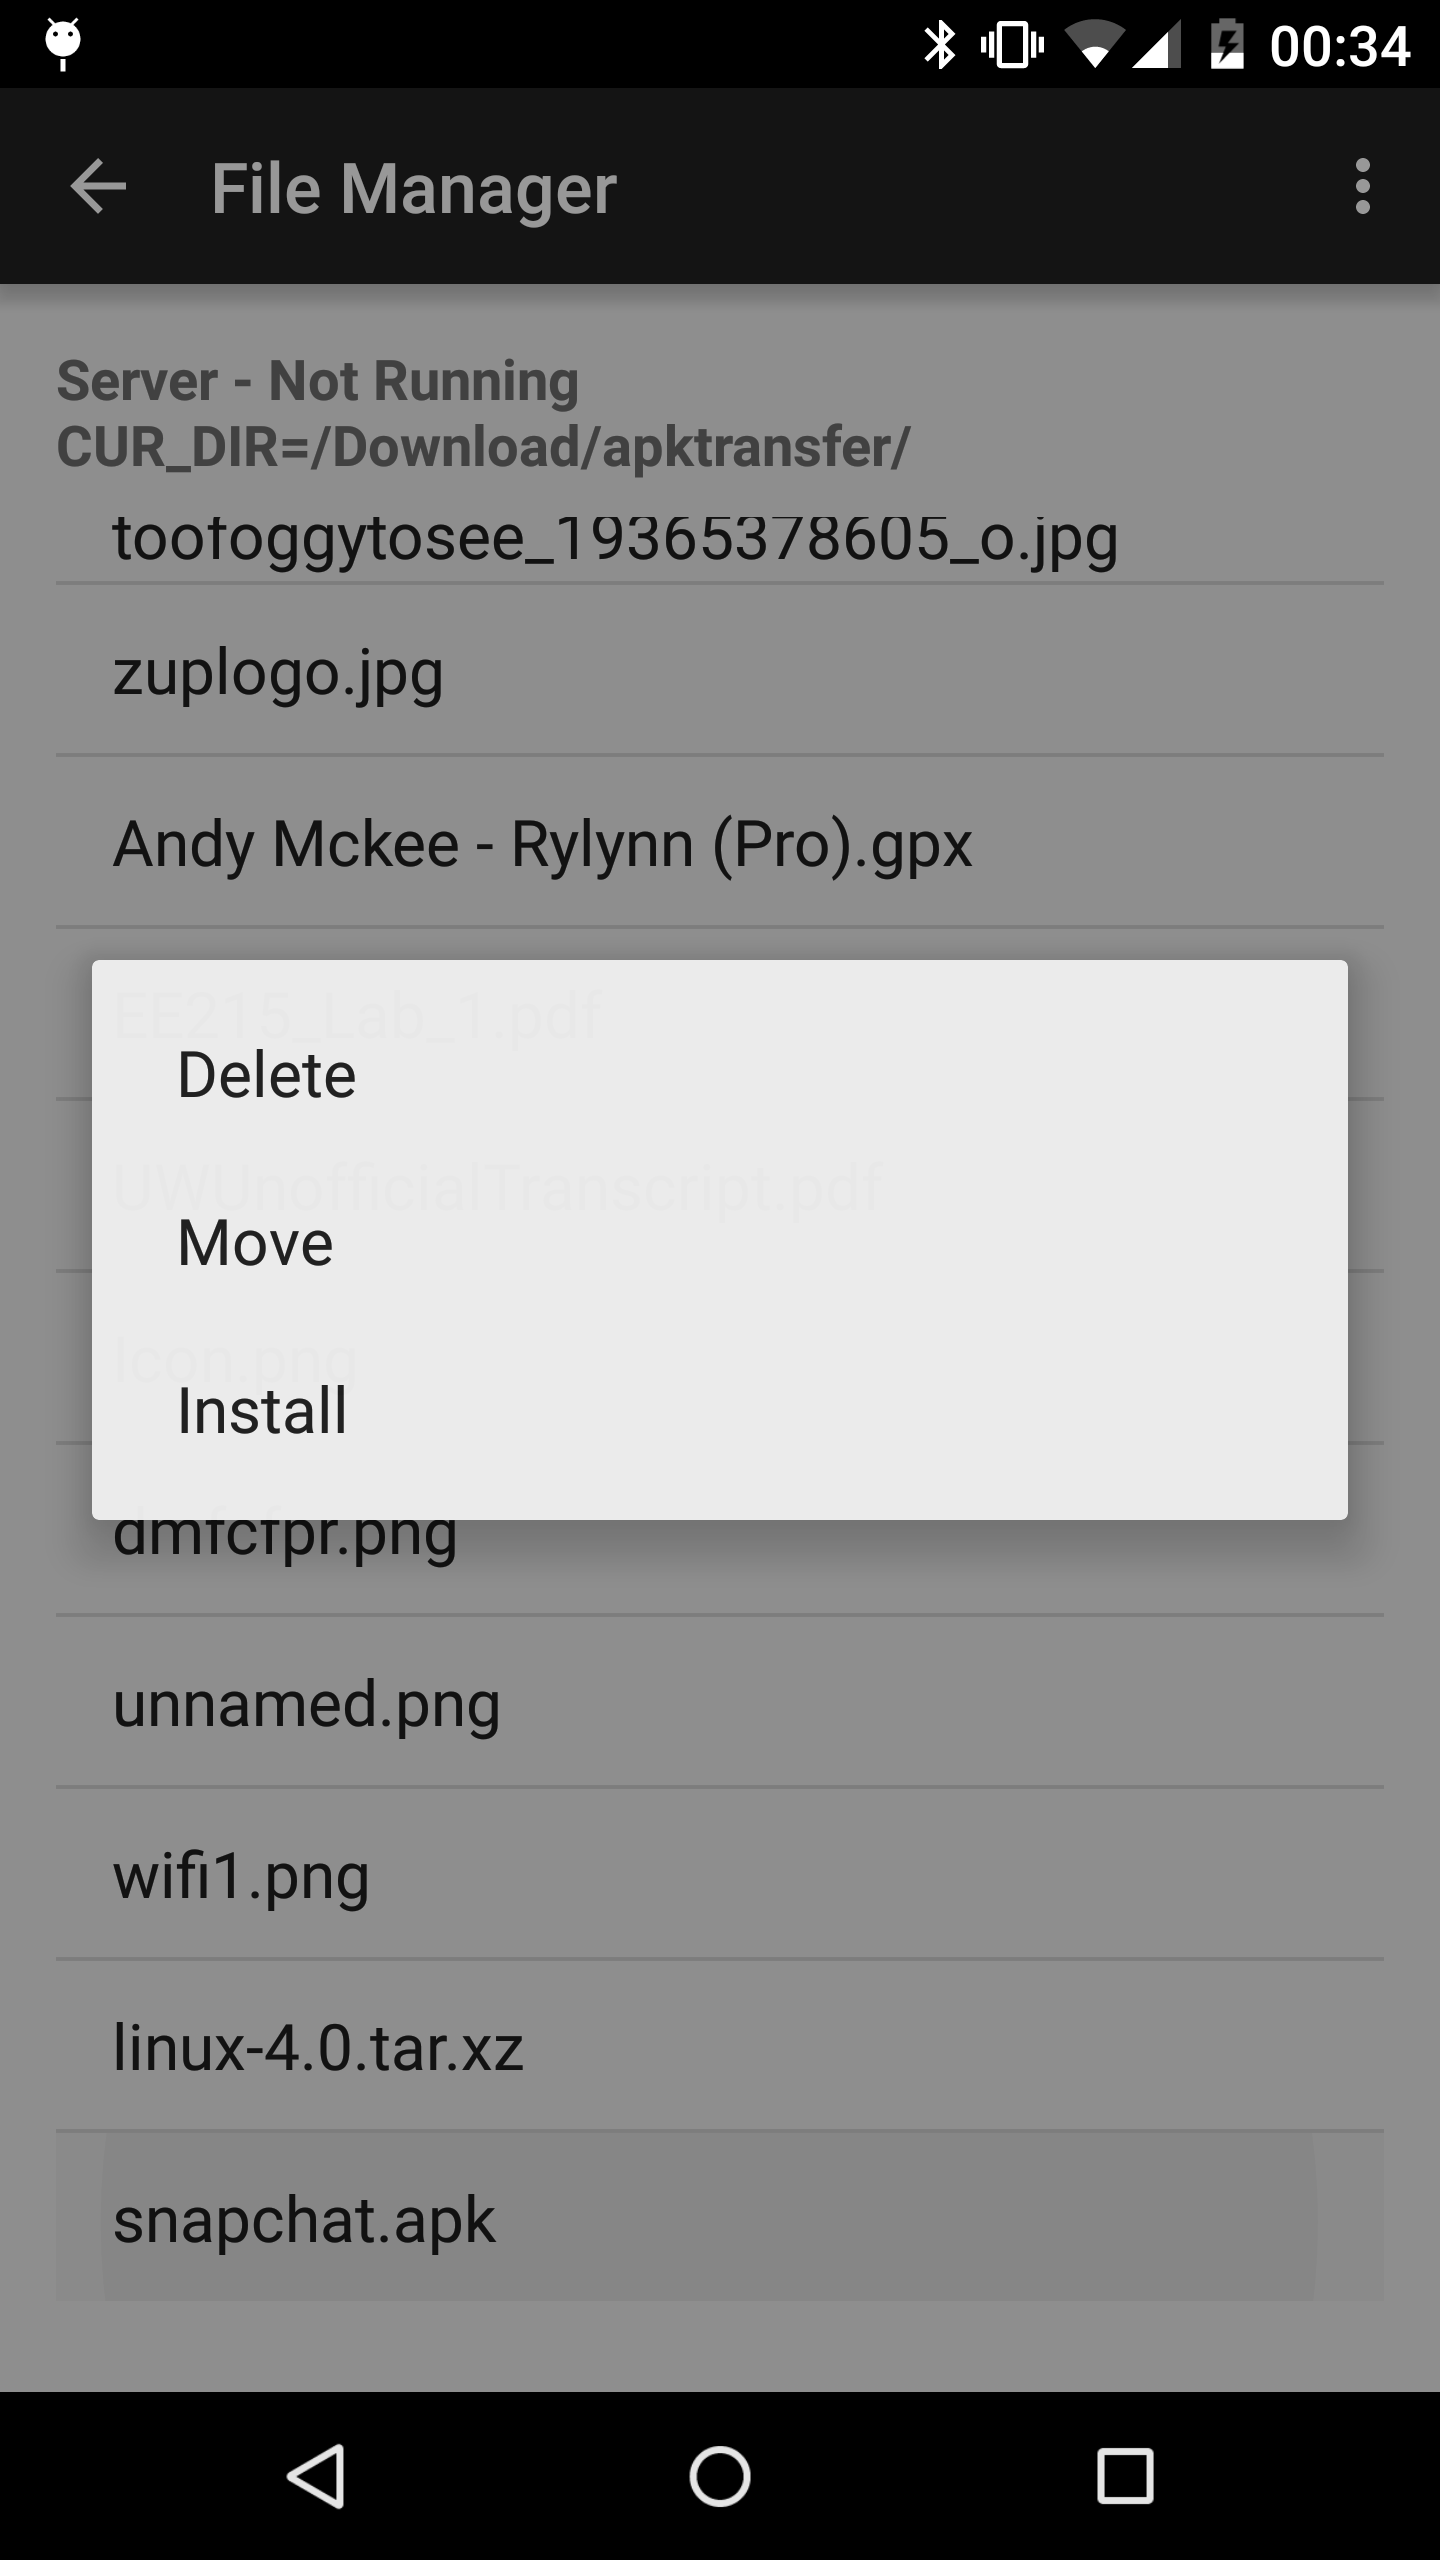 00:34
File Manager
Server - Not Running
CUR_DIR=/Download/apktransfer/
toofoggytosee_19365378605_o.jpg
zuplogo.jpg
Andy Mckee - Rylynn (Pro).gpx
EE215_Lab_1.pdf
Delete
UWUnofficialTranscript.pdf
Move
Icon.png
Install
dmfcfpr.png
unnamed.png
wifi1.png
linux-4.0.tar.xz
snapchat.apk